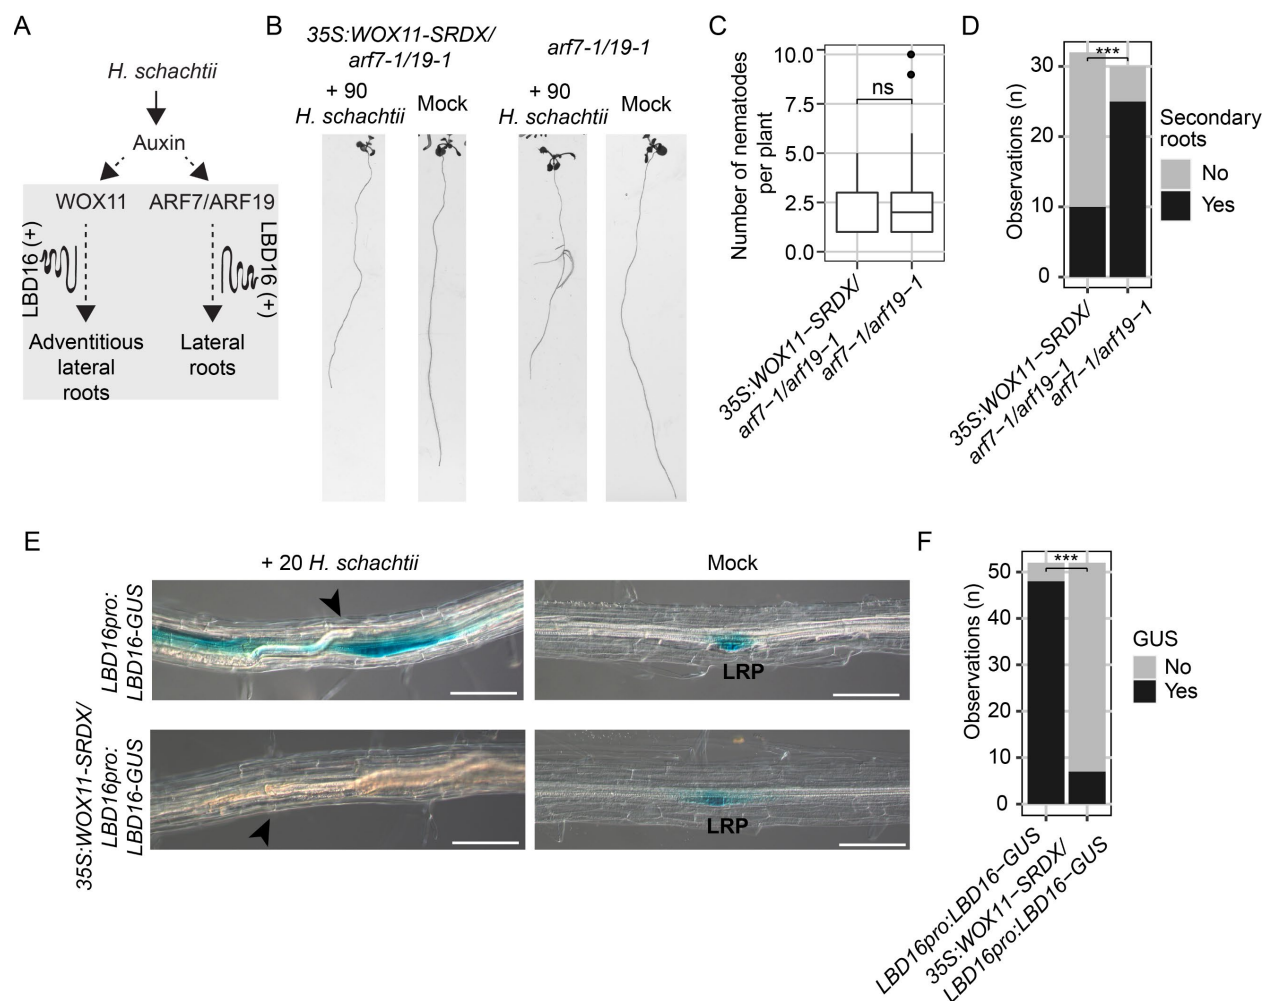 A
H. schachtii
Auxin
WOX11
ARF7/ARF19
LBD16 (+)
LBD16 (+)
Adventitious
lateral
roots
Lateral
roots
B
35S:WOX11-SRDX/
arf7-1/19-1
arf7-1/19-1
+ 90
H. schachtii
Mock
+ 90
H. schachtii
Mock
C
Number of nematodes
per plant
10.0
7.5
5.0
2.5
0.0
ns
35S:WOX11−SRDX/
arf7−1/arf19−1
arf7−1/arf19−1
D
Observations (n)
30
20
10
0
***
35S:WOX11−SRDX/
arf7−1/arf19−1
arf7−1/arf19−1
Secondary
roots
No
Yes
E
+ 20 H. schachtii
Mock
LBD16pro:
LBD16-GUS
LRP
35S:WOX11-SRDX/
LBD16pro:
LBD16-GUS
LRP
F
Observations (n)
50
40
30
20
10
0
***
LBD16pro:LBD16−GUS
35S:WOX11−SRDX/
LBD16pro:LBD16−GUS
GUS
No
Yes